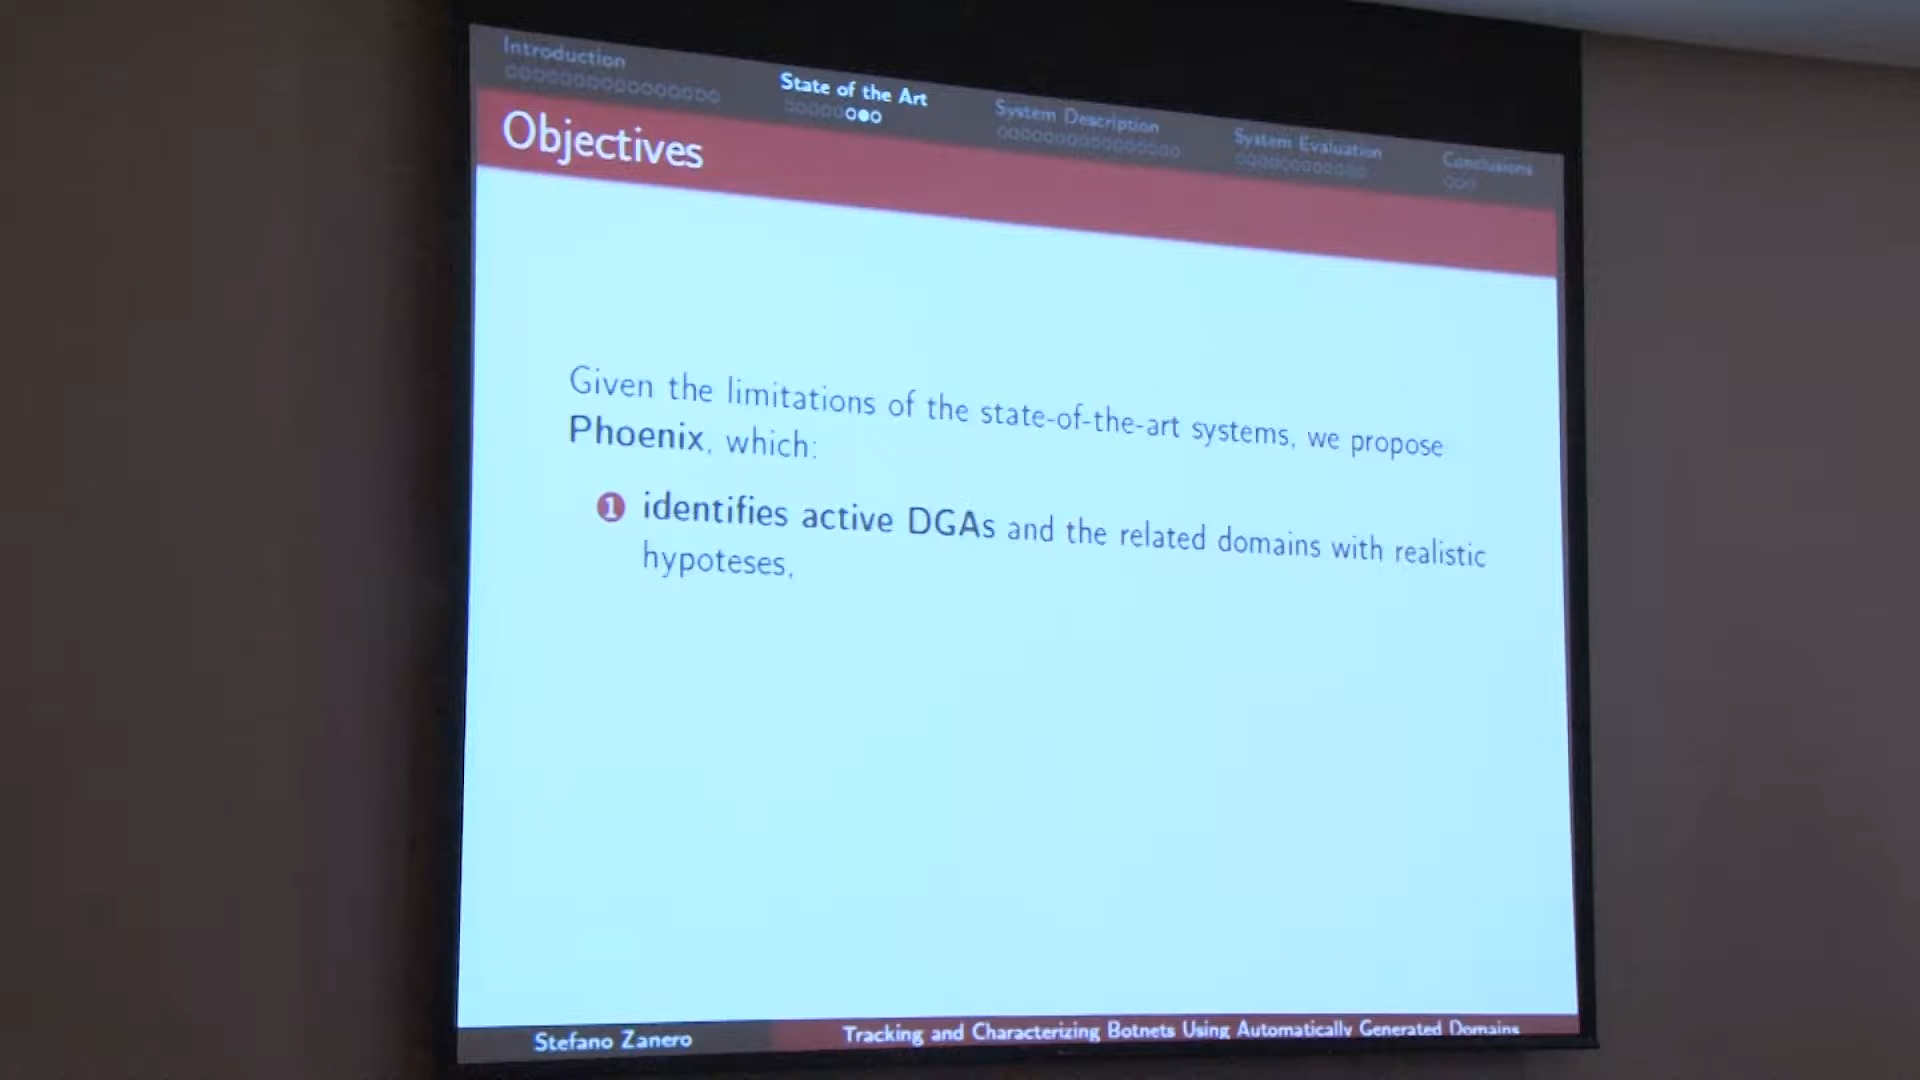 Introduction
State of the Art
System Description
System Evaluation
Conclusions
Objectives
Given the limitations of the state-of-the-art systems, we propose
Phoenix, which:
1 identifies active DGAs and the related domains with realistic
hypoteses,
Stefano Zanero
Tracking and Characterizing Botnets Using Automatically Generated Domains